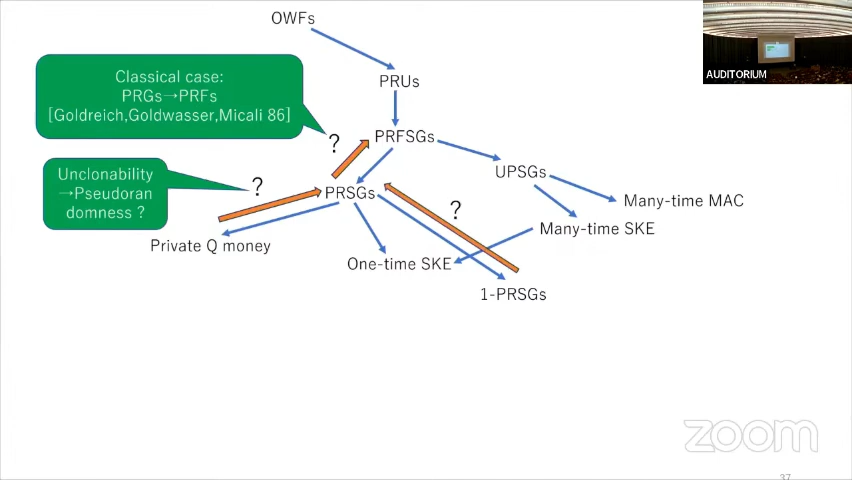 OWFs
AUDITORIUM
Classical case:
PRGs→PRFs
[Goldreich,Goldwasser,Micali 86]
PRUs
?
PRFSGs
Unclonability
→Pseudoran
domness ?
?
PRSGs
UPSGs
Many-time MAC
?
Many-time SKE
Private Q money
One-time SKE
1-PRSGs
zoom
37